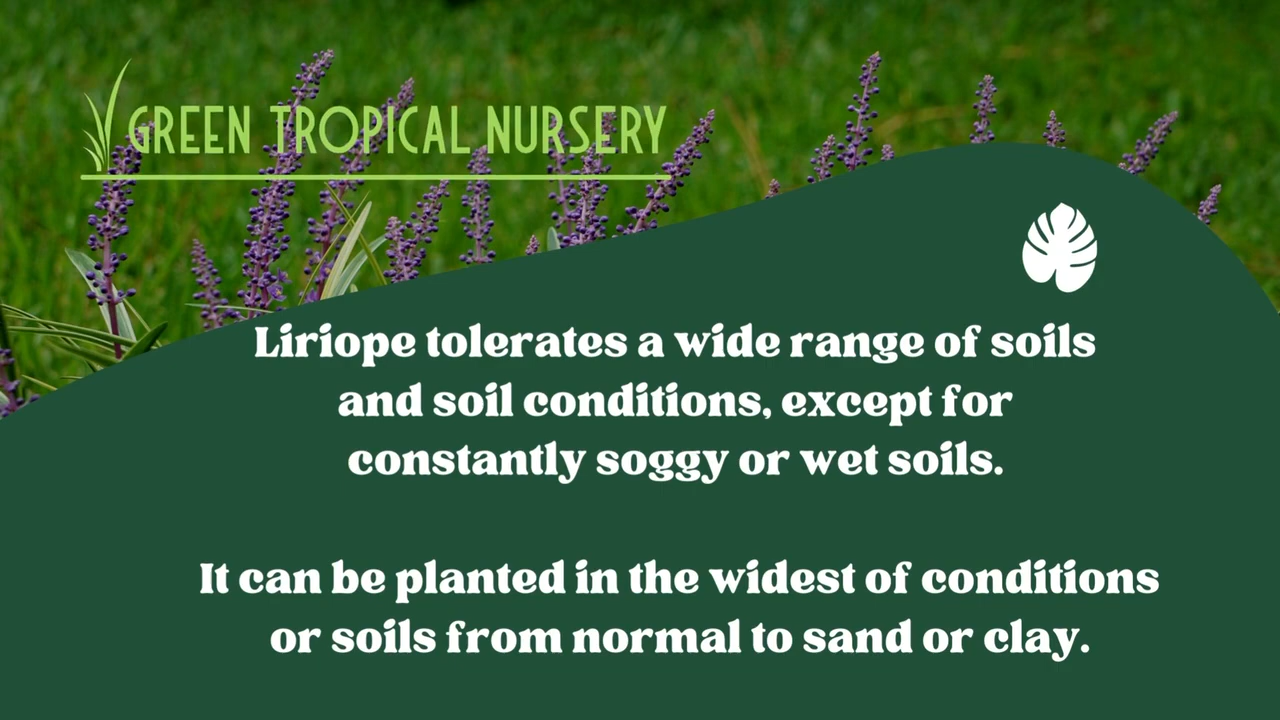 GREEN TROPICAL NURSERY
Liriope tolerates a wide range of soils
and soil conditions, except for
constantly soggy or wet soils.
It can be planted in the widest of conditions
or soils from normal to sand or clay.